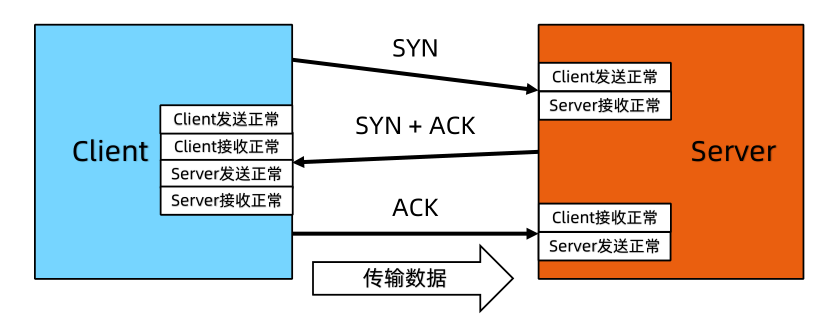 SYN
Client发送正常
Server接收正常
Client
Client发送正常
Client接收正常
Server发送正常
Server接收正常
SYN + ACK
Server
ACK
Client接收正常
Server发送正常
传输数据